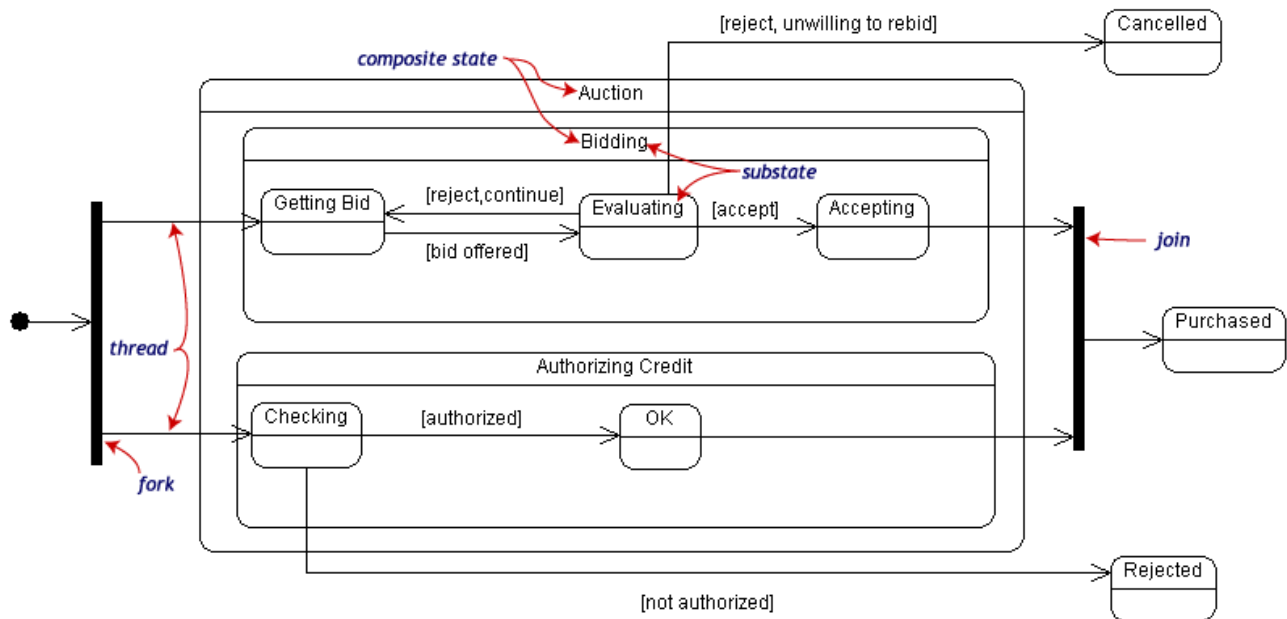 [reject, unwilling to rebid]
Cancelled
composite state
Auction
Bidding
substate
Getting Bid
[reject,continue]
Evaluating
[accept]
Accepting
[bid offered]
join
Purchased
thread
Authorizing Credit
Checking
[authorized]
OK
fork
Rejected
[not authorized]